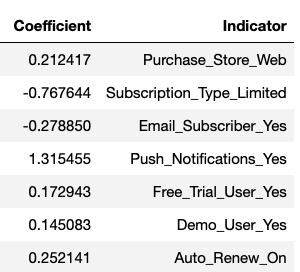 Coefficient Indicator
0.212417 Purchase_Store_Web
-0.767644 Subscription_Type_Limited
-0.278850 Email_Subscriber_Yes
1.315455 Push_Notifications_Yes
0.172943 Free_Trial_User_Yes
0.145083 Demo_User_Yes
0.252141 Auto_Renew_On